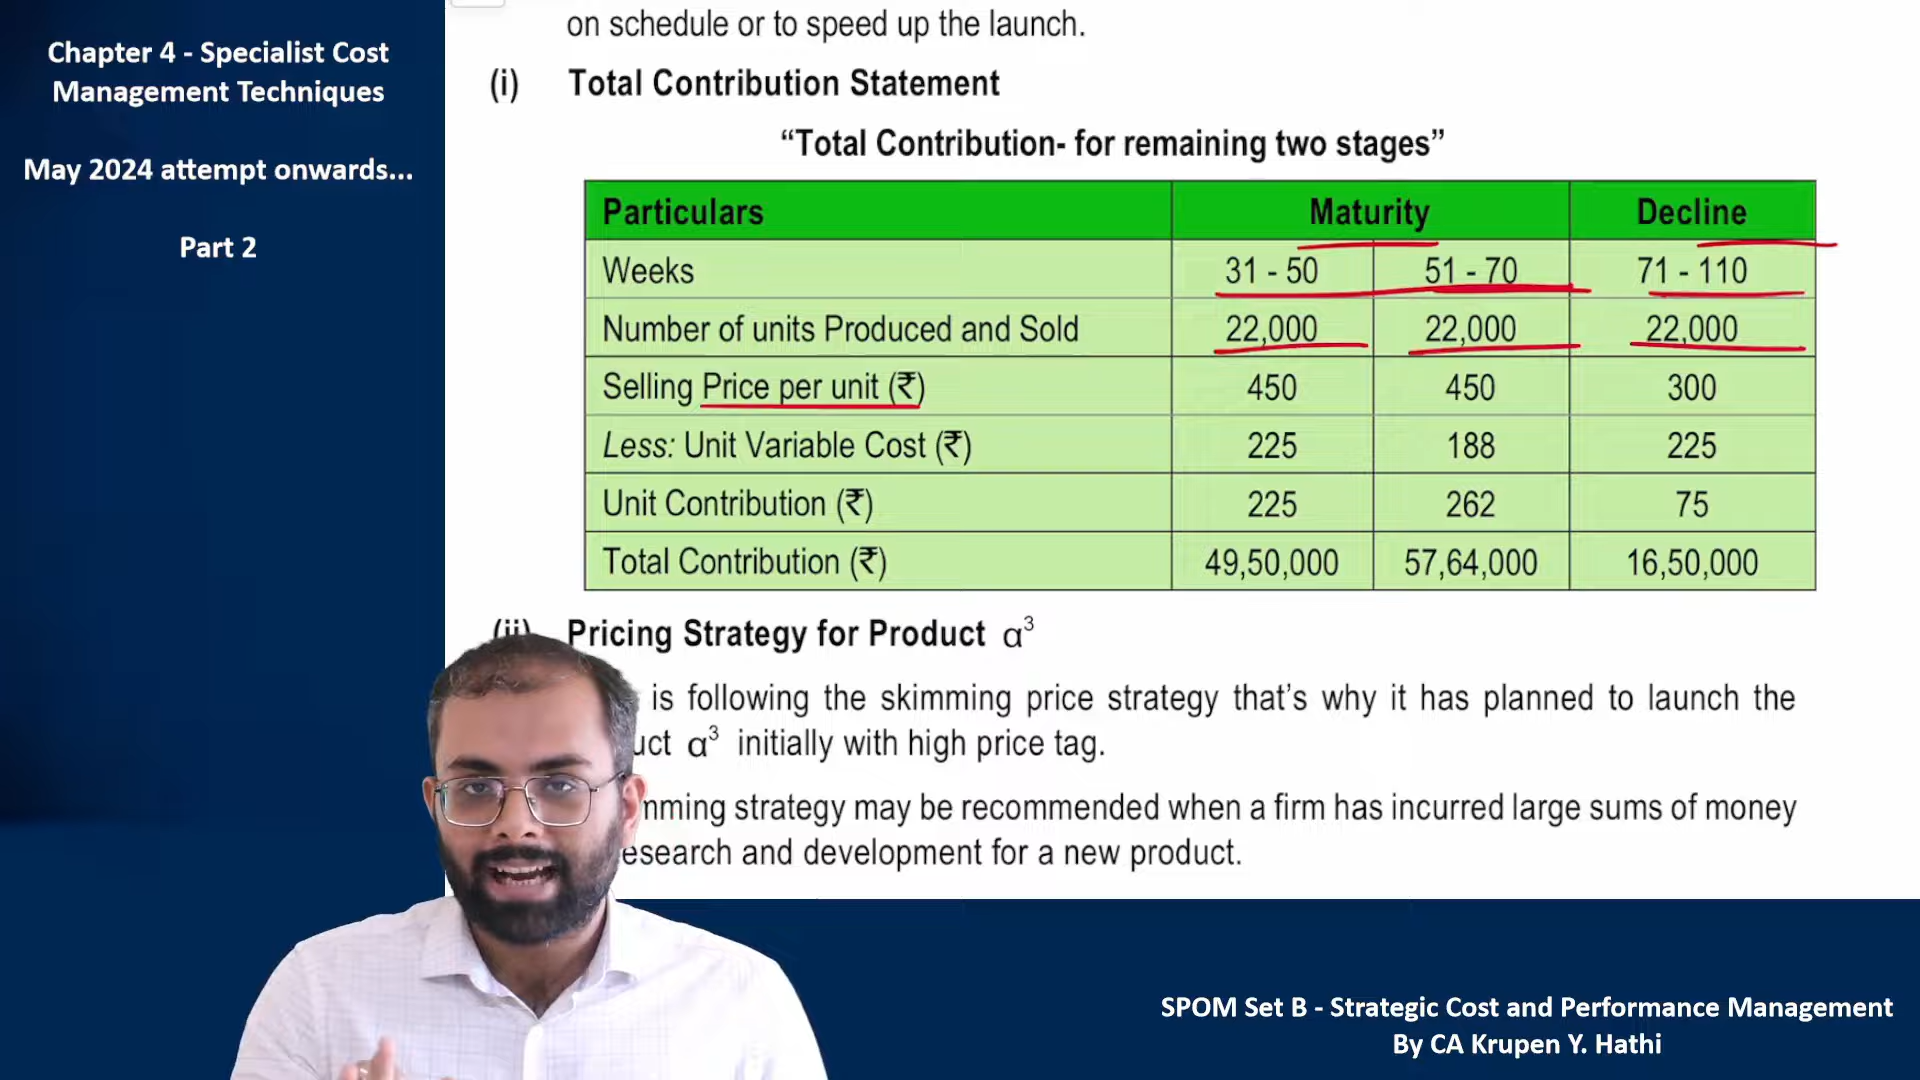 Chapter 4 - Specialist Cost
Management Techniques
May 2024 attempt onwards...
Part 2
on schedule or to speed up the launch.
(i) Total Contribution Statement
“Total Contribution- for remaining two stages”
Particulars Maturity Decline
Weeks 31 - 50 51 - 70 71 - 110
Number of units Produced and Sold 22,000 22,000 22,000
Selling Price per unit (₹) 450 450 300
Less: Unit Variable Cost (₹) 225 188 225
Unit Contribution (₹) 225 262 75
Total Contribution (₹) 49,50,000 57,64,000 16,50,000
(ii) Pricing Strategy for Product α³
is following the skimming price strategy that’s why it has planned to launch the
uct α³ initially with high price tag.
mming strategy may be recommended when a firm has incurred large sums of money
esearch and development for a new product.
SPOM Set B - Strategic Cost and Performance Management
By CA Krupen Y. Hathi